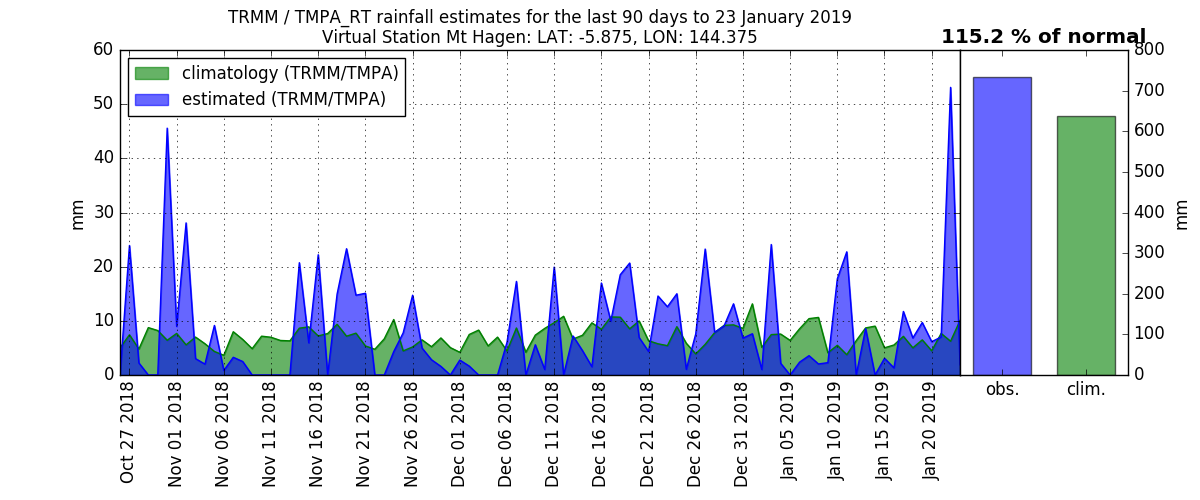 TRMM / TMPA_RT rainfall estimates for the last 90 days to 23 January 2019
Virtual Station Mt Hagen: LAT: -5.875, LON: 144.375
115.2 % of normal
climatology (TRMM/TMPA)
estimated (TRMM/TMPA)
60
50
40
30
20
10
0
mm
Oct 27 2018
Nov 01 2018
Nov 06 2018
Nov 11 2018
Nov 16 2018
Nov 21 2018
Nov 26 2018
Dec 01 2018
Dec 06 2018
Dec 11 2018
Dec 16 2018
Dec 21 2018
Dec 26 2018
Dec 31 2018
Jan 05 2019
Jan 10 2019
Jan 15 2019
Jan 20 2019
800
700
600
500
400
300
200
100
0
mm
obs.
clim.